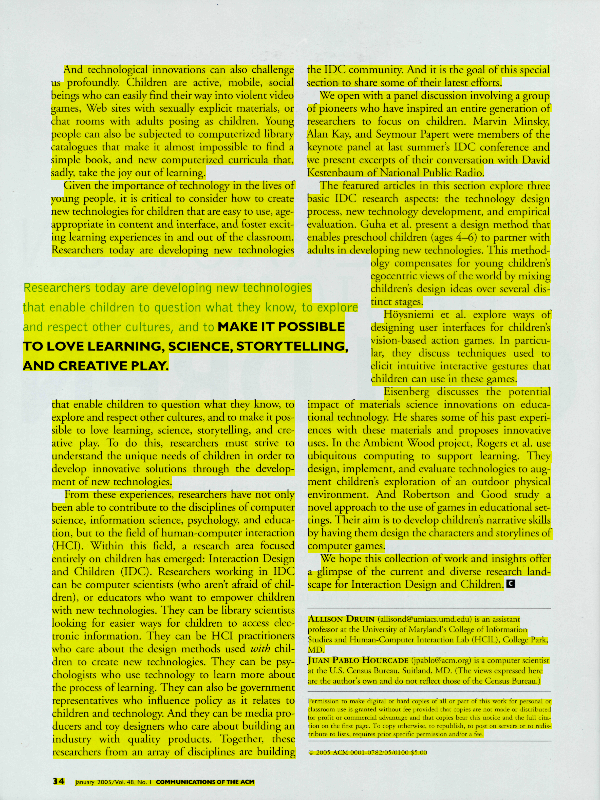 And technological innovations can also challenge
us profoundly. Children are active, mobile, social
beings who can easily find their way into violent video
games, Web sites with sexually explicit materials, or
chat rooms with adults posing as children. Young
people can also be subjected to computerized library
catalogues that make it almost impossible to find a
simple book, and new computerized curricula that,
sadly, take the joy out of learning.
Given the importance of technology in the lives of
young people, it is critical to consider how to create
new technologies for children that are easy to use, age-
appropriate in content and interface, and foster excit-
ing learning experiences in and out of the classroom.
Researchers today are developing new technologies
Researchers today are developing new technologies
that enable children to question what they know, to explore
and respect other cultures, and to MAKE IT POSSIBLE
TO LOVE LEARNING, SCIENCE, STORYTELLING,
AND CREATIVE PLAY.
that enable children to question what they know, to
explore and respect other cultures, and to make it pos-
sible to love learning, science, storytelling, and cre-
ative play. To do this, researchers must strive to
understand the unique needs of children in order to
develop innovative solutions through the develop-
ment of new technologies.
From these experiences, researchers have not only
been able to contribute to the disciplines of computer
science, information science, psychology, and educa-
tion, but to the field of human-computer interaction
(HCI). Within this field, a research area focused
entirely on children has emerged: Interaction Design
and Children (IDC). Researchers working in IDC
can be computer scientists (who aren't afraid of chil-
dren), or educators who want to empower children
with new technologies. They can be library scientists
looking for easier ways for children to access elec-
tronic information. They can be HCI practitioners
who care about the design methods used with chil-
dren to create new technologies. They can be psy-
chologists who use technology to learn more about
the process of learning. They can also be government
representatives who influence policy as it relates to
children and technology. And they can be media pro-
ducers and toy designers who care about building an
industry with quality products. Together, these
researchers from an array of disciplines are building
the IDC community. And it is the goal of this special
section to share some of their latest efforts.
We open with a panel discussion involving a group
of pioneers who have inspired an entire generation of
researchers to focus on children. Marvin Minsky,
Alan Kay, and Seymour Papert were members of the
keynote panel at last summer's IDC conference and
we present excerpts of their conversation with David
Kestenbaum of National Public Radio.
The featured articles in this section explore three
basic IDC research aspects: the technology design
process, new technology development, and empirical
evaluation. Guha et al. present a design method that
enables preschool children (ages 4–6) to partner with
adults in developing new technologies. This method-
ology compensates for young children's
egocentric views of the world by mixing
children's design ideas over several dis-
tinct stages.
Höysniemi et al. explore ways of
designing user interfaces for children's
vision-based action games. In particu-
lar, they discuss techniques used to
elicit intuitive interactive gestures that
children can use in these games.
Eisenberg discusses the potential
impact of materials science innovations on educa-
tional technology. He shares some of his past experi-
ences with these materials and proposes innovative
uses. In the Ambient Wood project, Rogers et al. use
ubiquitous computing to support learning. They
design, implement, and evaluate technologies to aug-
ment children's exploration of an outdoor physical
environment. And Robertson and Good study a
novel approach to the use of games in educational set-
tings. Their aim is to develop children's narrative skills
by having them design the characters and storylines of
computer games.
We hope this collection of work and insights offer
a glimpse of the current and diverse research land-
scape for Interaction Design and Children. C
ALLISON DRUIN (allisond@umiacs.umd.edu) is an assistant
professor at the University of Maryland's College of Information
Studies and Human-Computer Interaction Lab (HCIL), College Park,
MD.
JUAN PABLO HOURCADE (jpablo@acm.org) is a computer scientist
at the U.S. Census Bureau, Suitland, MD. (The views expressed here
are the author's own and do not reflect those of the Census Bureau.)
Permission to make digital or hard copies of all or part of this work for personal or
classroom use is granted without fee provided that copies are not made or distributed
for profit or commercial advantage and that copies bear this notice and the full cita-
tion on the first page. To copy otherwise, to republish, to post on servers or to redis-
tribute to lists, requires prior specific permission and/or a fee.
© 2005 ACM 0001-0782/05/0100 $5.00
34 January 2005/Vol. 48, No. 1 COMMUNICATIONS OF THE ACM